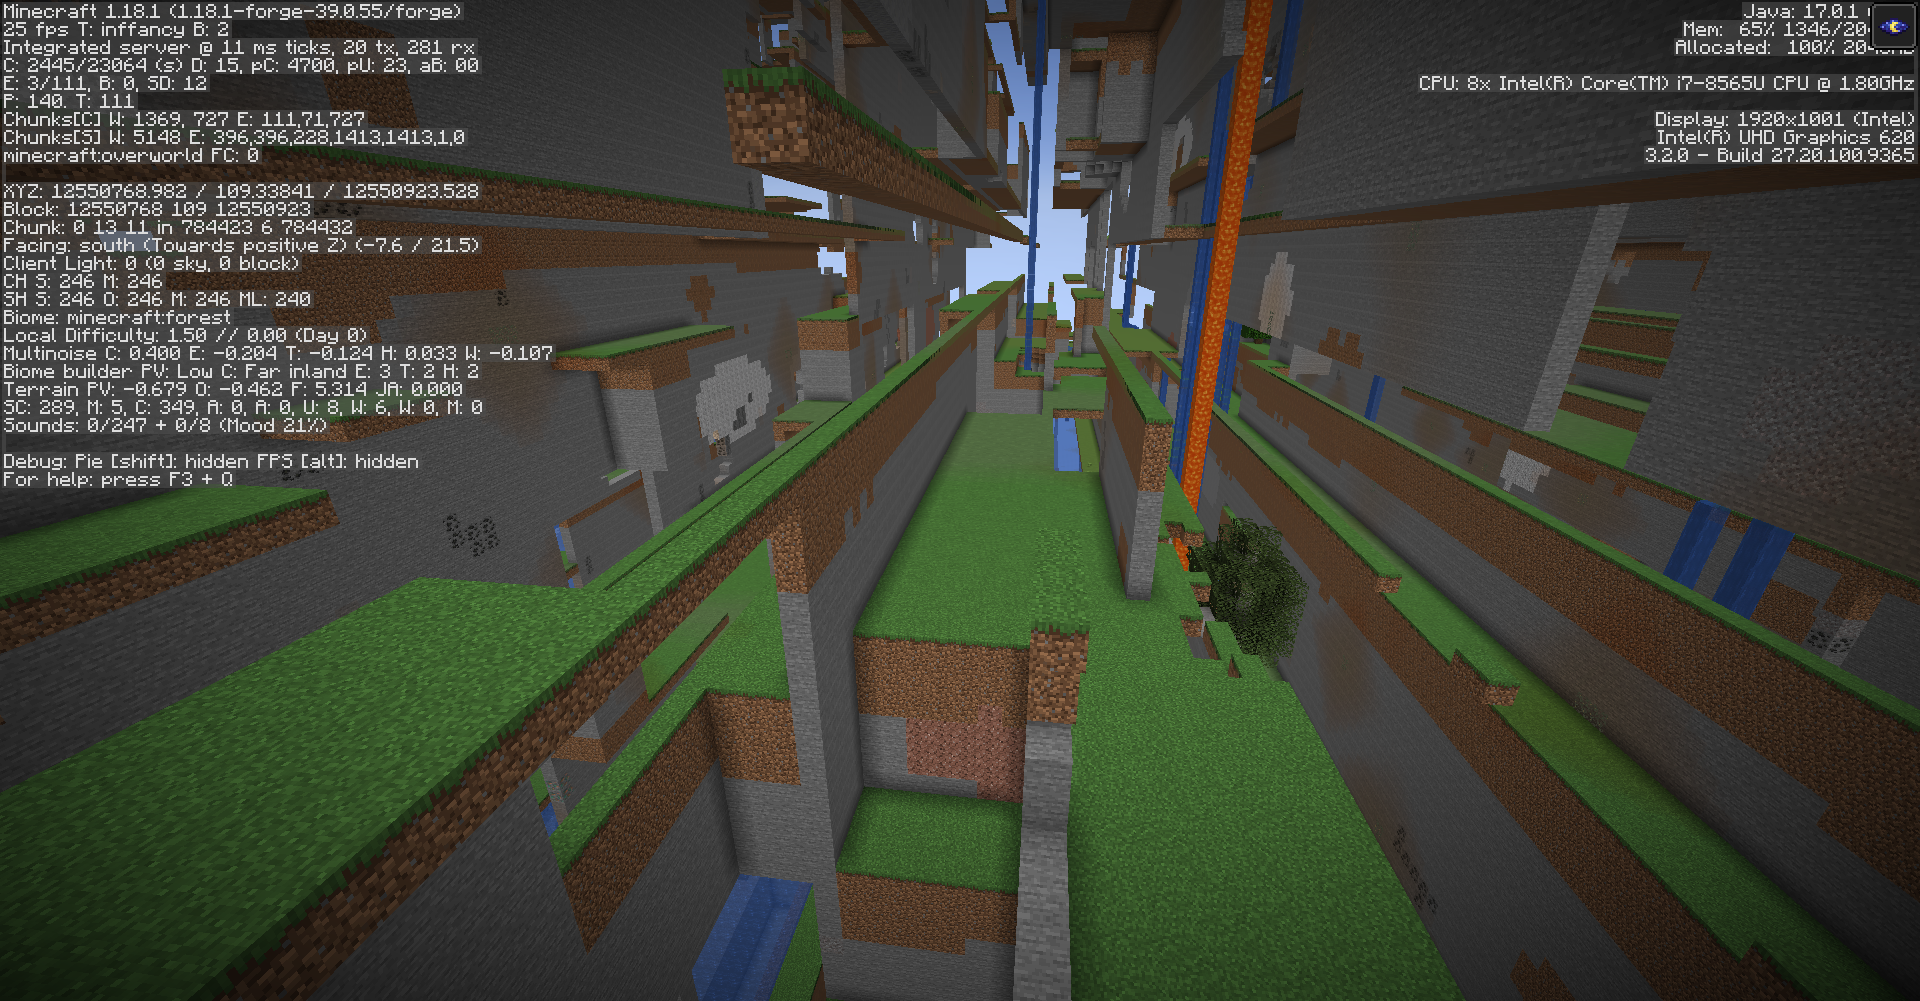 Minecraft 1.18.1 (1.18.1-forge-39.0.55/forge)
25 fps T: inffancy B: 2
Integrated server @ 11 ms ticks, 20 tx, 281 rx
C: 2445/23064 (s) D: 15, pC: 4700, pU: 23, aB: 00
E: 3/111, B: 0, SD: 12
P: 140. T: 111
Chunks[C] W: 1369, 727 E: 111,71,727
Chunks[S] W: 5148 E: 396,396,228,1413,1413,1,0
minecraft:overworld FC: 0
XYZ: 12550768.982 / 109.33841 / 12550923.528
Block: 12550768 109 12550923
Chunk: 0 13 11 in 784423 6 784432
Facing: south (Towards positive Z) (-7.6 / 21.5)
Client Light: 0 (0 sky, 0 block)
CH S: 246 M: 246
SH S: 246 O: 246 M: 246 ML: 240
Biome: minecraft:forest
Local Difficulty: 1.50 // 0.00 (Day 0)
Multinoise C: 0.400 E: -0.204 T: -0.124 H: 0.033 W: -0.107
Biome builder PV: Low C: Far inland E: 3 T: 2 H: 2
Terrain PV: -0.679 O: -0.462 F: 5.314 JA: 0.000
SC: 289, M: 5, C: 349, A: 0, A: 0, U: 8, W: 6, W: 0, M: 0
Sounds: 0/247 + 0/8 (Mood 21%)
Debug: Pie [shift]: hidden FPS [alt]: hidden
For help: press F3 + Q
Java: 17.0.1
Mem: 65% 1346/20
Allocated: 100% 20
CPU: 8x Intel(R) Core(TM) i7-8565U CPU @ 1.80GHz
Display: 1920x1001 (Intel)
Intel(R) UHD Graphics 620
3.2.0 - Build 27.20.100.9365